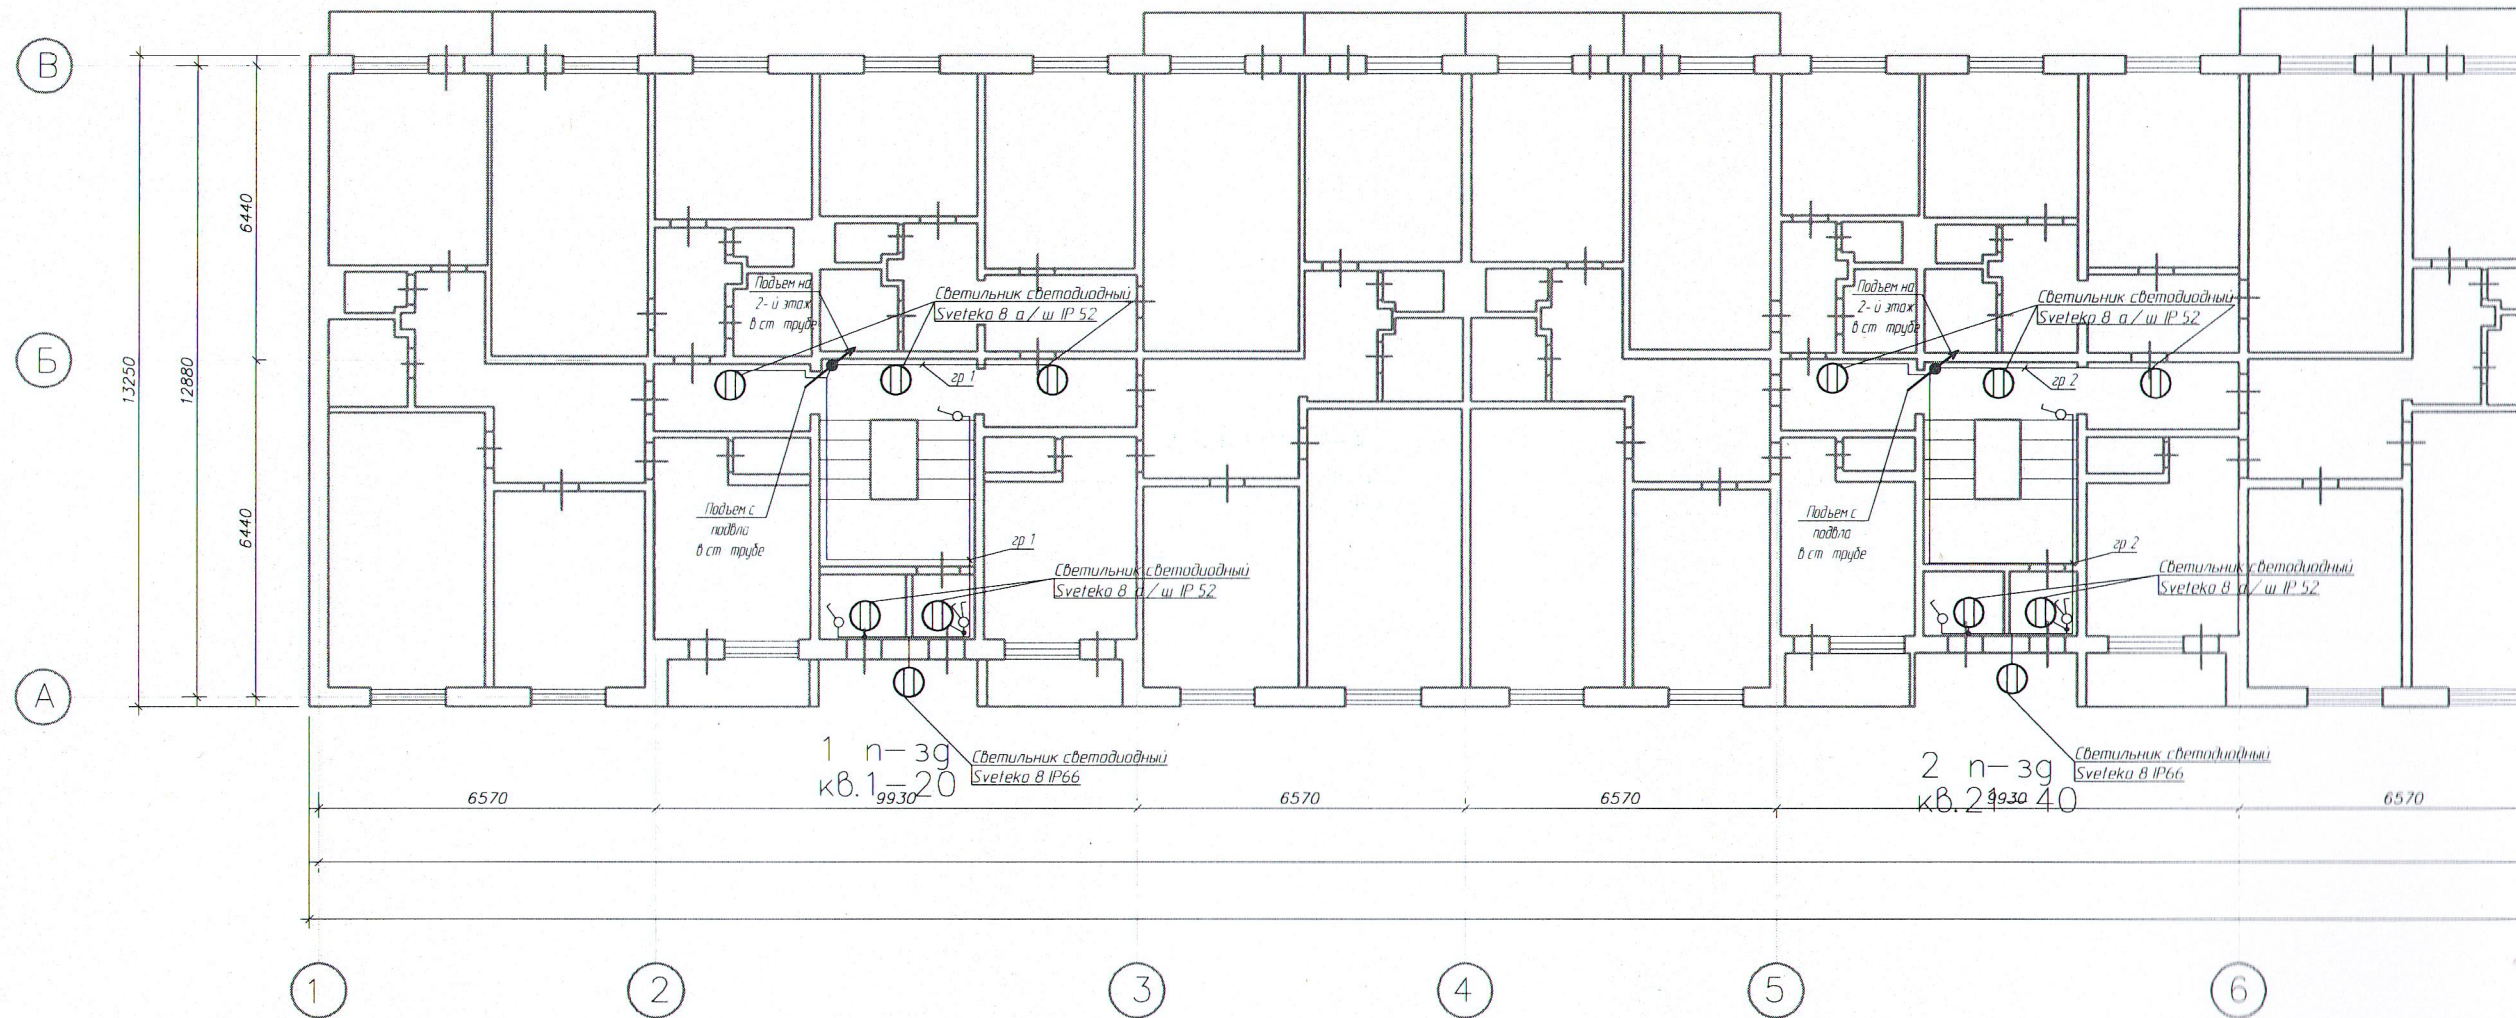 В
Б
А
13250
12880
6440
6440
Подъем на
2-й этаж
в ст трубе
Светильник светодиодный
Sveteko 8 а/ш IP 52
гр 1
Подъем с
подвла
в ст трубе
гр 1
Светильник светодиодный
Sveteko 8 а/ш IP 52
Светильник светодиодный
Sveteko 8 IP66
1 п-зд
кв.1-20
Подъем на
2-й этаж
в ст трубе
Светильник светодиодный
Sveteko 8 а/ш IP 52
гр 2
Подъем с
подвла
в ст трубе
гр 2
Светильник светодиодный
Sveteko 8 а/ш IP 52
Светильник светодиодный
Sveteko 8 IP66
2 п-зд
кв.21-40
6570
9930
6570
6570
9930
6570
1
2
3
4
5
6